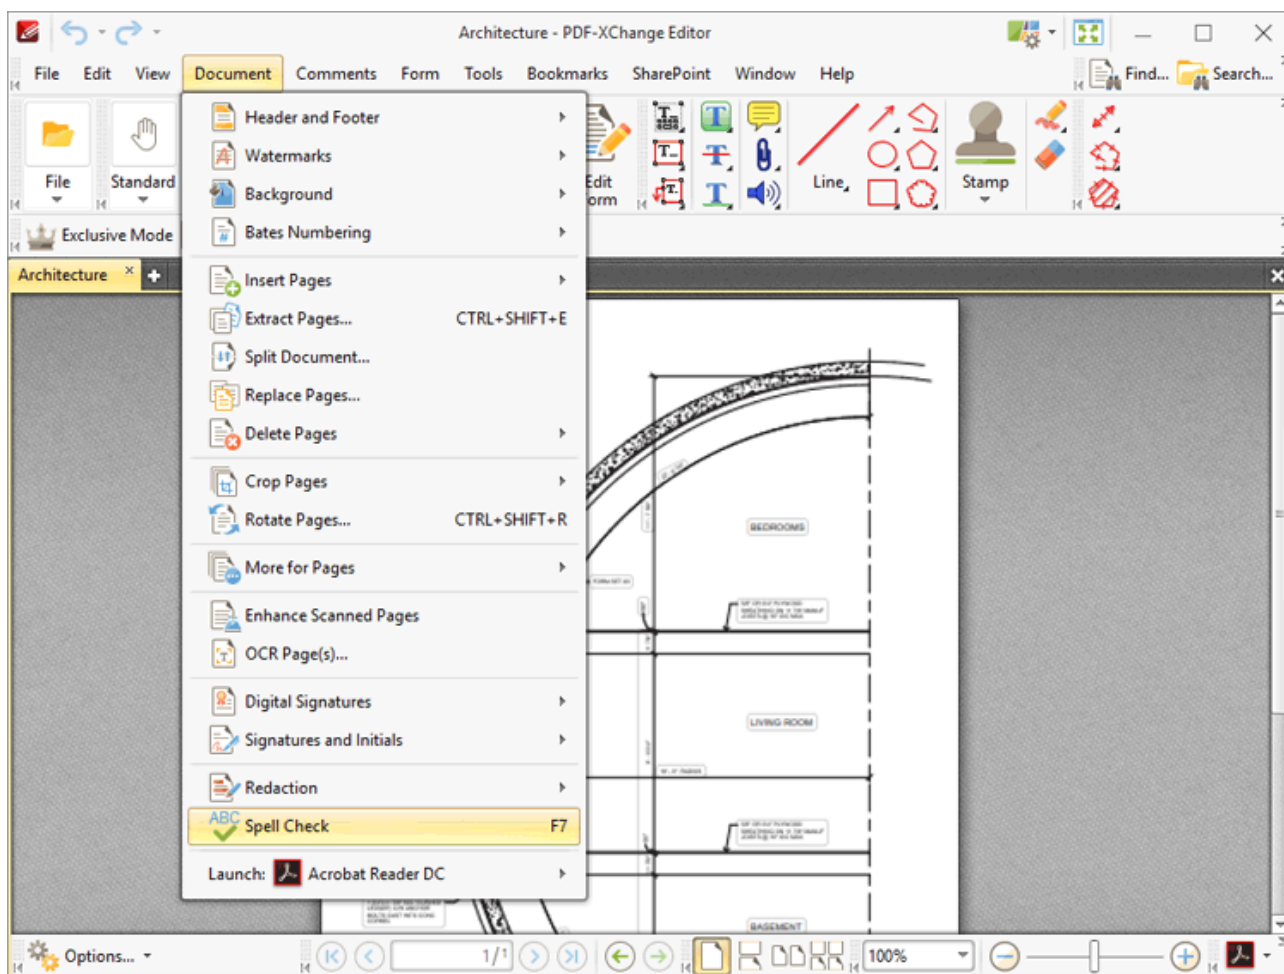 Architecture - PDF-XChange Editor
File Edit View Document Comments Form Tools Bookmarks SharePoint Window Help Find... Search...
File
Standard
Edit
orm
Line
Stamp
Exclusive Mode
Architecture
Header and Footer
Watermarks
Background
Bates Numbering
Insert Pages
Extract Pages... CTRL+SHIFT+E
Split Document...
Replace Pages...
Delete Pages
Crop Pages
Rotate Pages... CTRL+SHIFT+R
More for Pages
Enhance Scanned Pages
OCR Page(s)...
Digital Signatures
Signatures and Initials
Redaction
ABC Spell Check F7
Launch: Acrobat Reader DC
BEDROOMS
LIVING ROOM
BASEMENT
Options... 1/1 100%